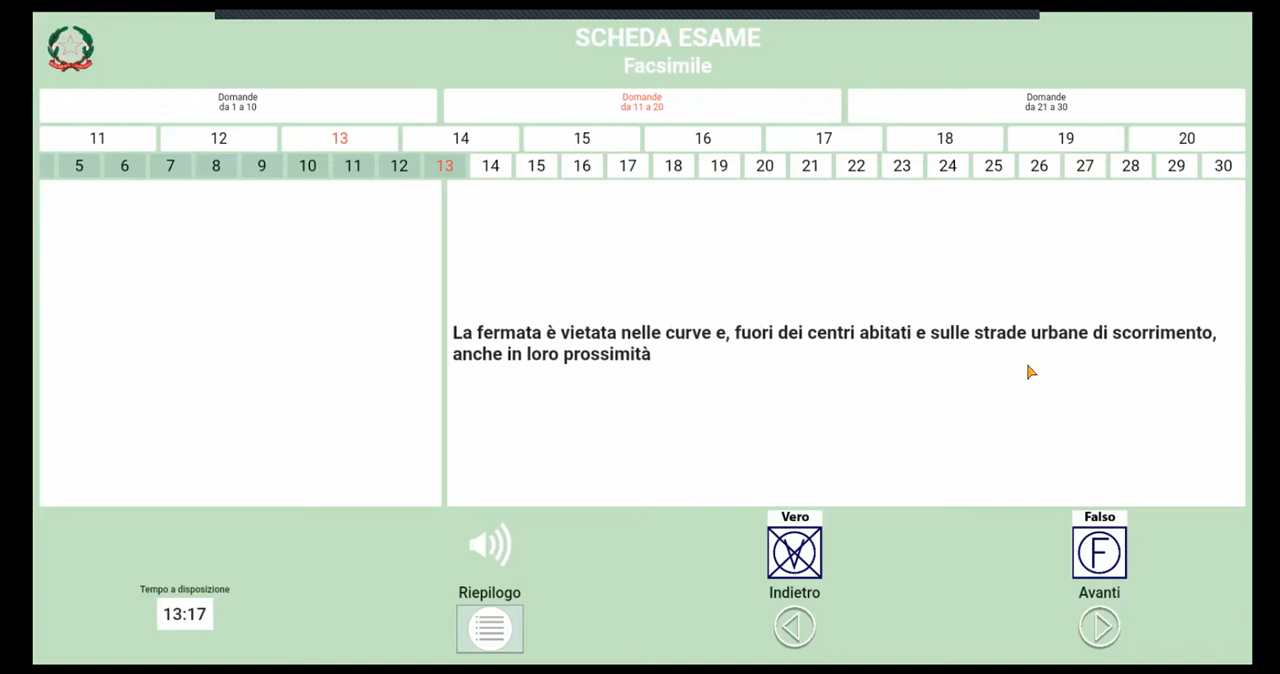 SCHEDA ESAME
Facsimile
Domande
da 1 a 10
Domande
da 11 a 20
Domande
da 21 a 30
11 12 13 14 15 16 17 18 19 20
5 6 7 8 9 10 11 12 13 14 15 16 17 18 19 20 21 22 23 24 25 26 27 28 29 30
La fermata è vietata nelle curve e, fuori dei centri abitati e sulle strade urbane di scorrimento,
anche in loro prossimità
Vero
V
Falso
F
Tempo a disposizione
13:17
Riepilogo
Indietro
Avanti